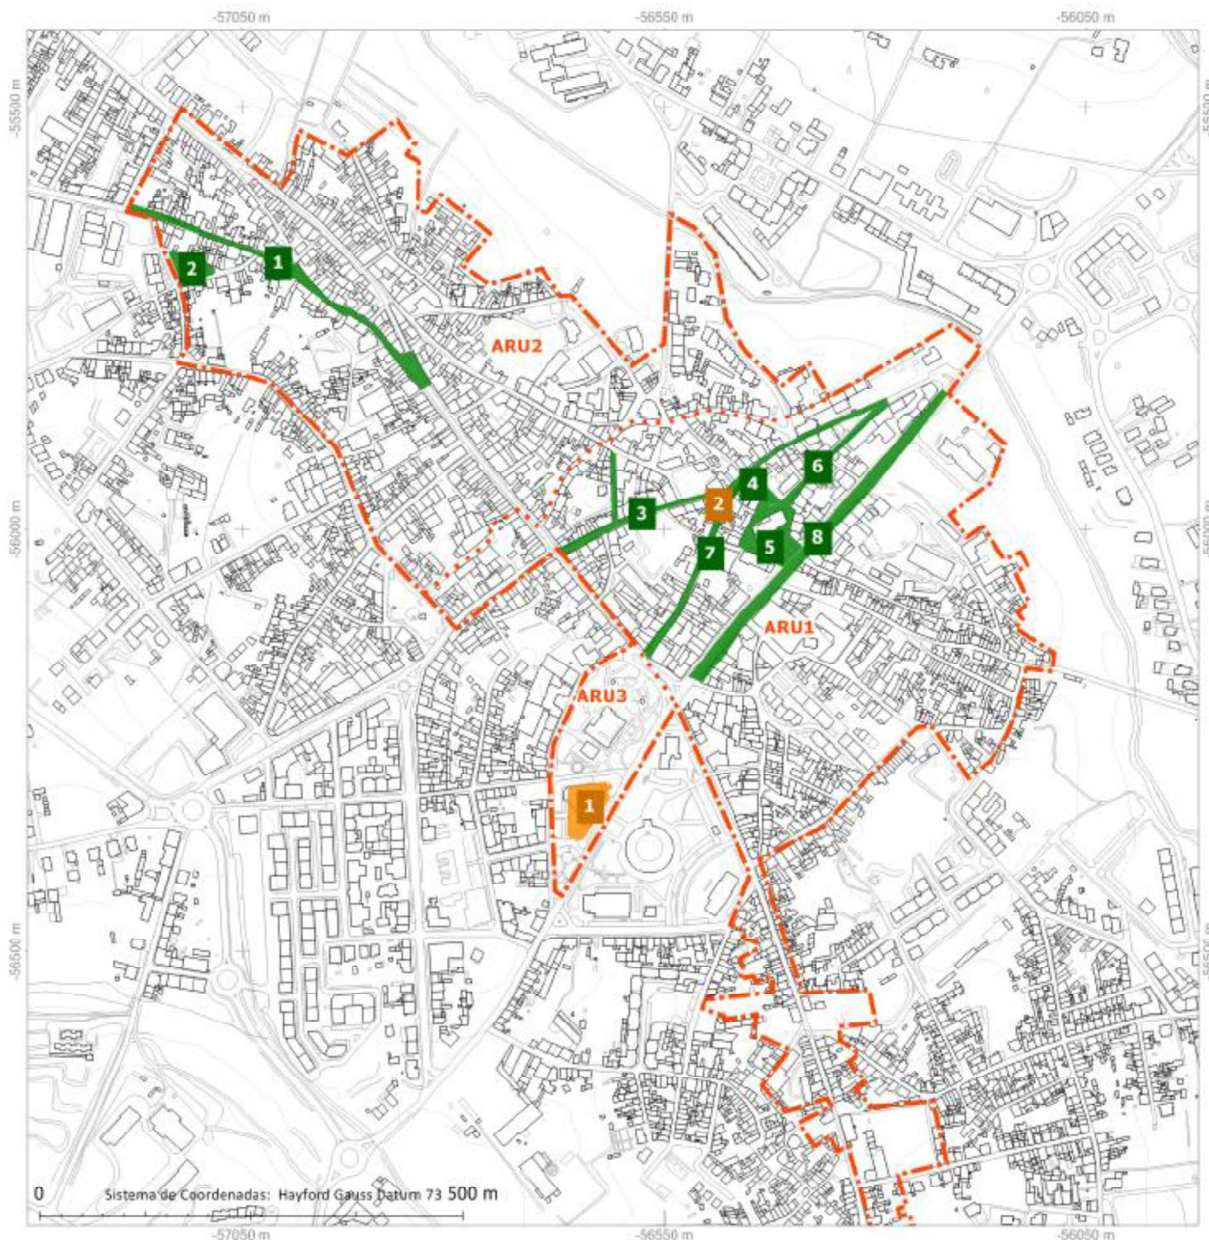 -57050 m -56550 m -56050 m
-55500 m -55500 m
2 1
ARU2
6
4
2
3
8
5
7
-56000 m -56000 m
ARU1
ARU3
1
-56500 m -56500 m
0 Sistema de Coordenadas: Hayford Gauss Datum 73 500 m
-57050 m -56550 m -56050 m